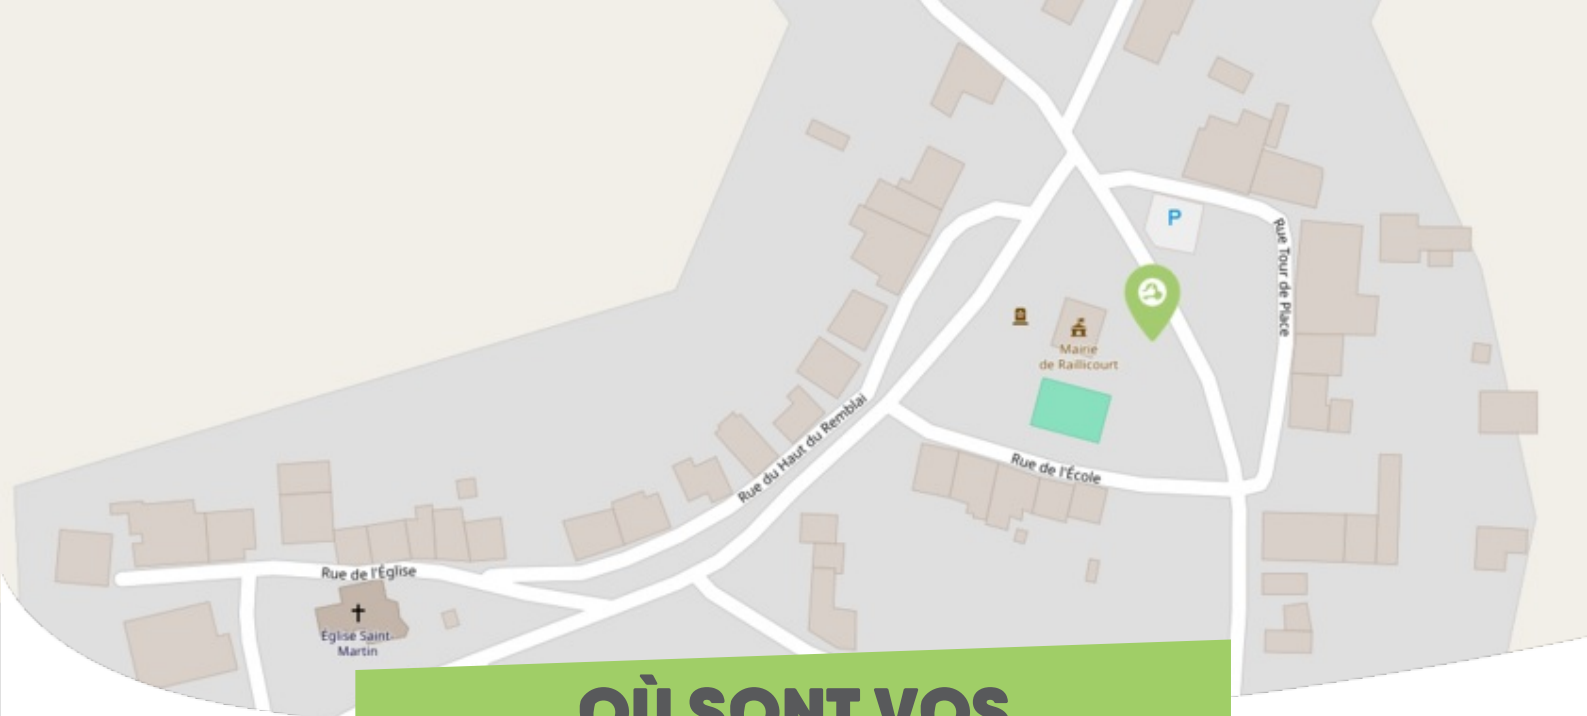 P
Rue Tour de Place
Mairie
de Raillicourt
Rue du Haut du Remblai
Rue de l'École
Rue de l'Église
Église Saint-
Martin
OÙ SONT VOS